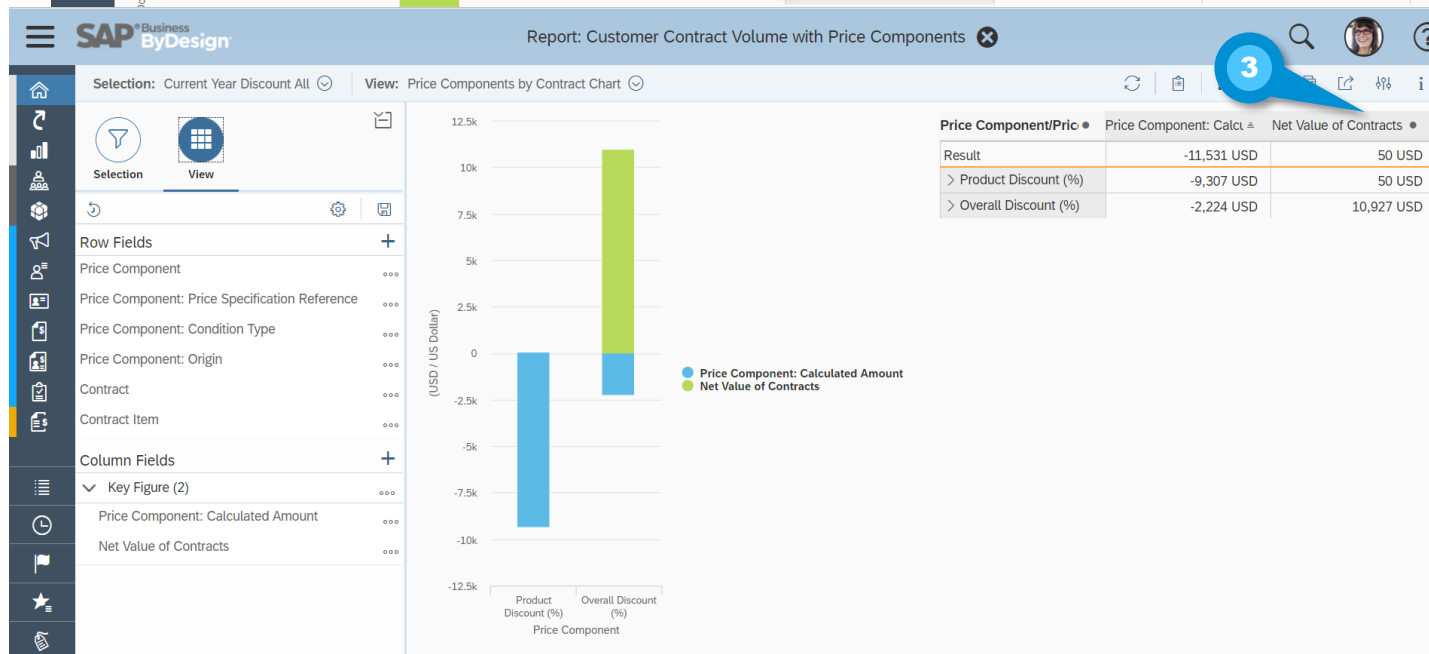 SAP Business ByDesign
Report: Customer Contract Volume with Price Components
3
Selection: Current Year Discount All
View: Price Components by Contract Chart
Selection
View
Row Fields
Price Component
Price Component: Price Specification Reference
Price Component: Condition Type
Price Component: Origin
Contract
Contract Item
Column Fields
Key Figure (2)
Price Component: Calculated Amount
Net Value of Contracts
12.5k
10k
7.5k
5k
2.5k
0
-2.5k
-5k
-7.5k
-10k
-12.5k
(USD / US Dollar)
Product Discount (%)
Overall Discount (%)
Price Component
Price Component: Calculated Amount
Net Value of Contracts
Price Component/Pric Price Component: Calcu Net Value of Contracts
Result -11,531 USD 50 USD
Product Discount (%) -9,307 USD 50 USD
Overall Discount (%) -2,224 USD 10,927 USD